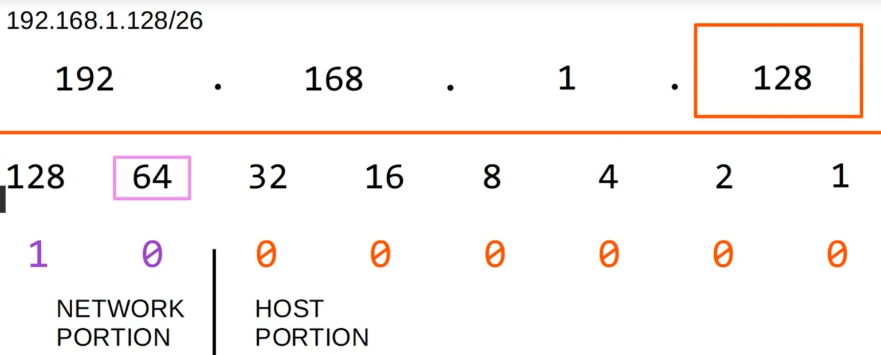 192.168.1.128/26
192 . 168 . 1 . 128
128 64 32 16 8 4 2 1
1 0 0 0 0 0 0 0
NETWORK HOST
PORTION PORTION